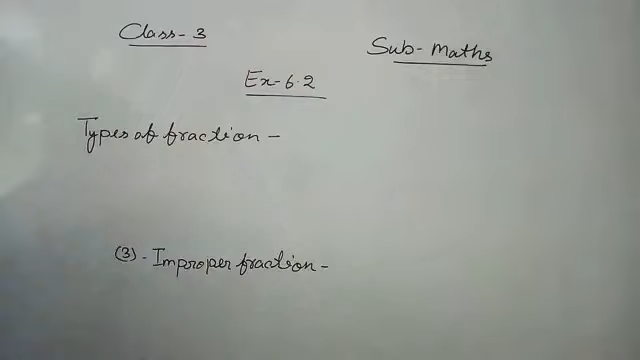 Class - 3
Sub - Maths
Ex - 6.2
Types of fraction -
(3) - Improper fraction -